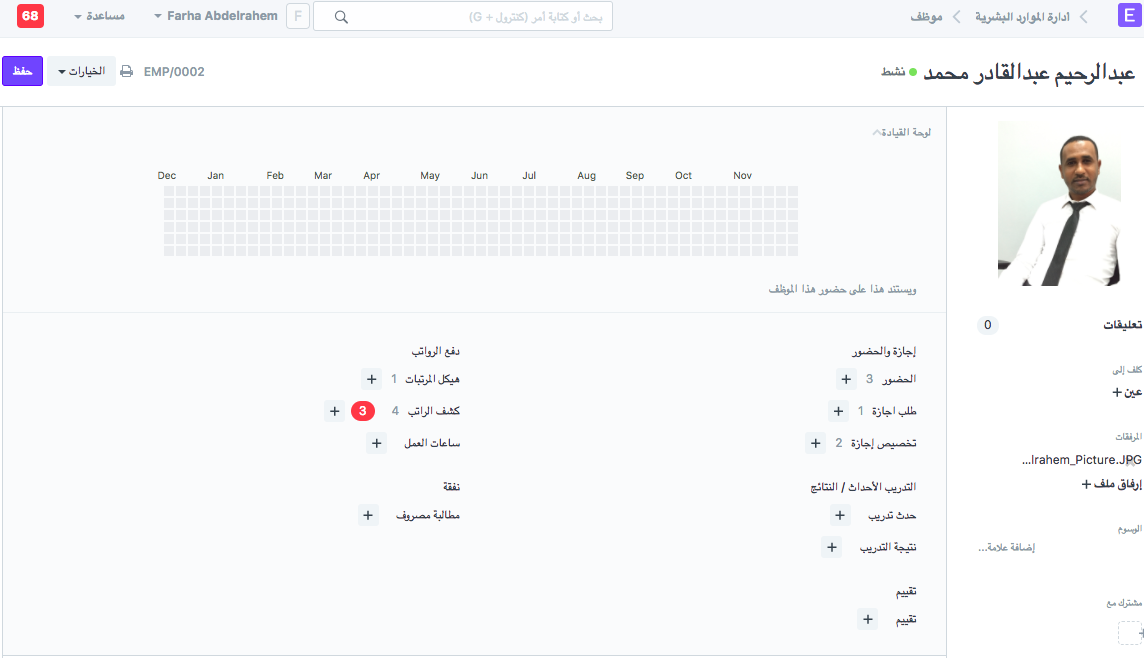 E
ادارة الموارد البشرية
موظف
بحث أو كتابة أمر (كنترول + G)
F
Farha Abdelrahem
مساعدة
68
عبدالرحيم عبدالقادر محمد
نشط
EMP/0002
الخيارات
حفظ
تعليقات 0
كلف إلى
عين +
المرفقات
...lrahem_Picture.JPG
إرفاق ملف +
الوسوم
إضافة علامة...
مشترك مع
لوحة القيادة
Dec Jan Feb Mar Apr May Jun Jul Aug Sep Oct Nov
ويستند هذا على حضور هذا الموظف
إجازة والحضور
الحضور 3 +
طلب اجازة 1 +
تخصيص إجازة 2 +
دفع الرواتب
هيكل المرتبات 1 +
كشف الراتب 4 3 +
ساعات العمل +
التدريب الأحداث / النتائج
حدث تدريب +
نتيجة التدريب +
نفقة
مطالبة مصروف +
تقييم
تقييم +